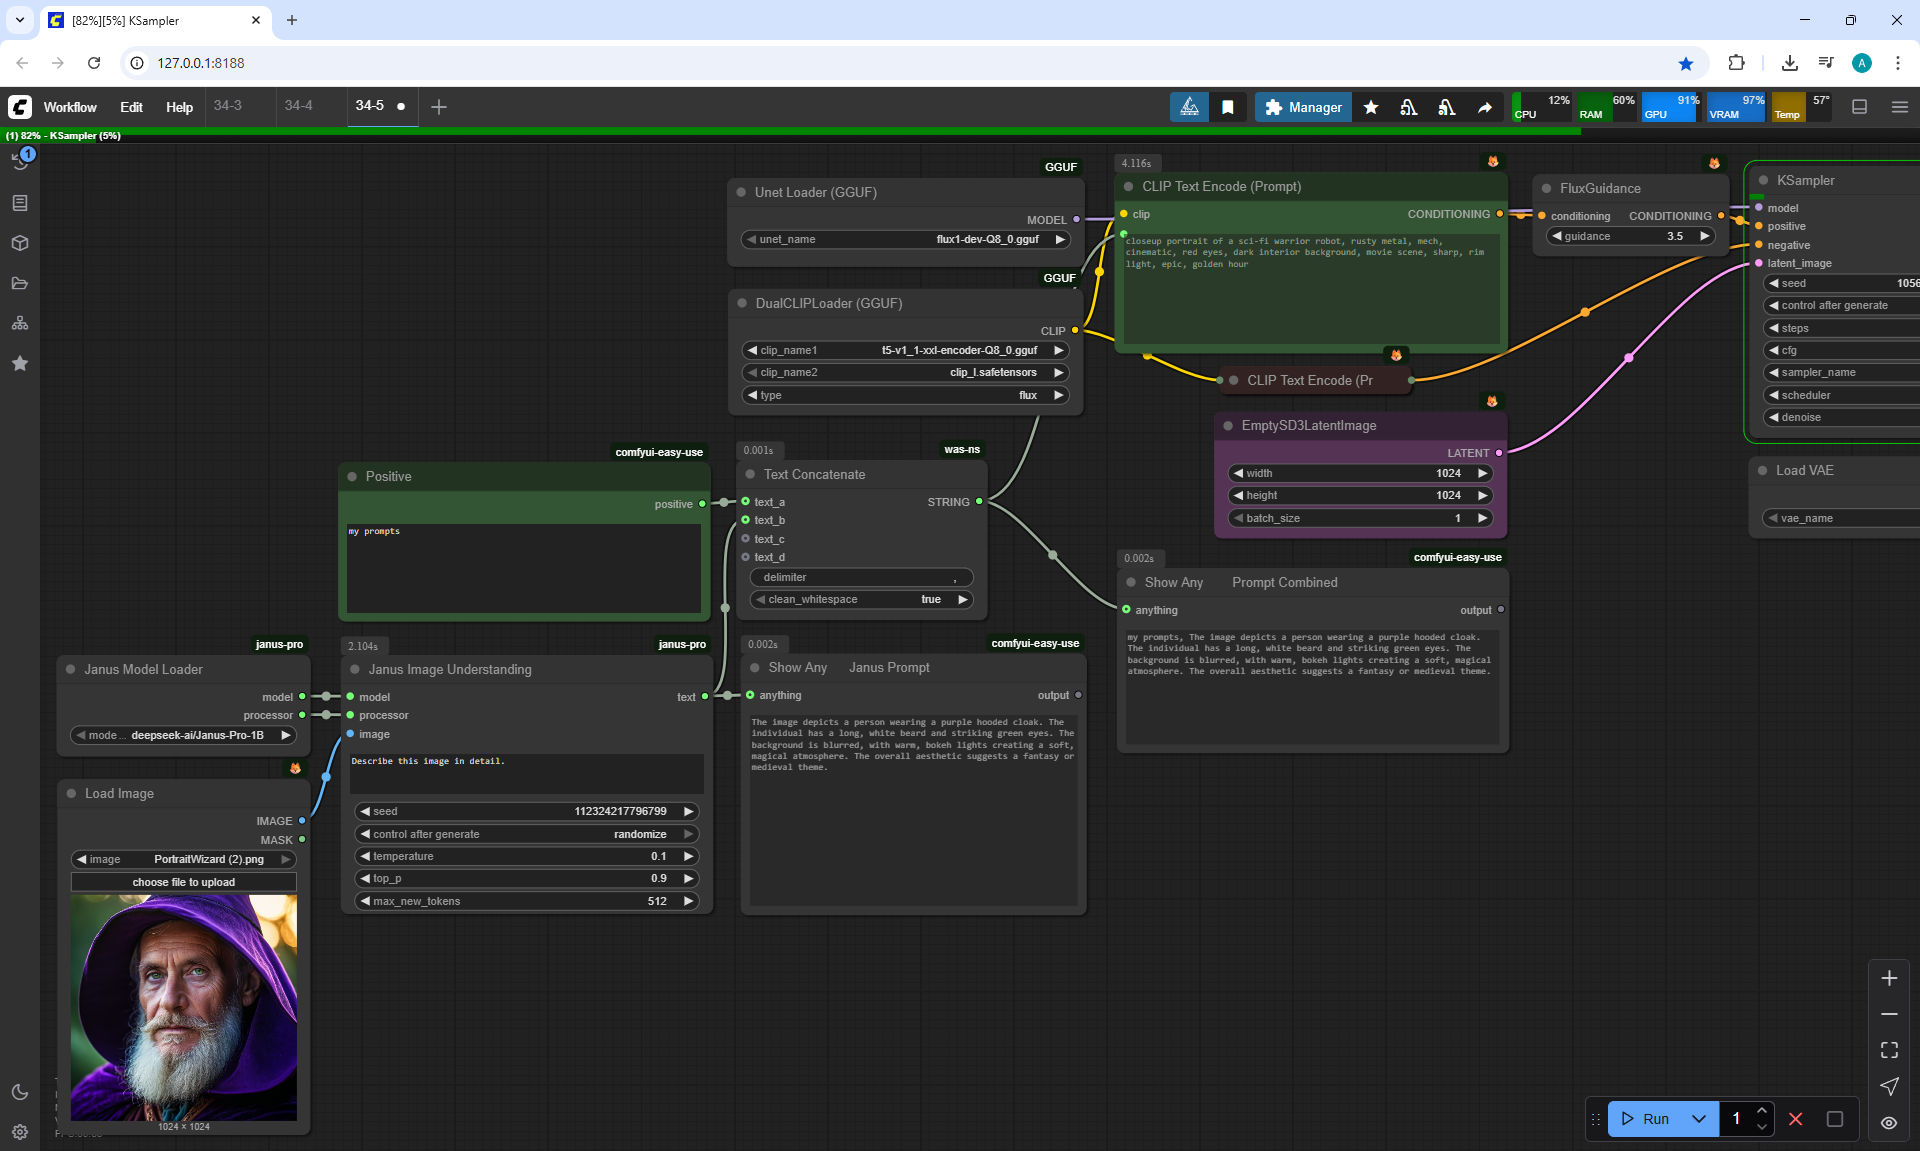 [82%][5%] KSampler
127.0.0.1:8188
A
Workflow Edit Help 34-3 34-4 34-5
Manager
12% CPU
60% RAM
91% GPU
97% VRAM
57° Temp
(1) 82% - KSampler (5%)
1
GGUF
Unet Loader (GGUF)
MODEL
unet_name flux1-dev-Q8_0.gguf
GGUF
DualCLIPLoader (GGUF)
CLIP
clip_name1 t5-v1_1-xxl-encoder-Q8_0.gguf
clip_name2 clip_l.safetensors
type flux
4.116s
CLIP Text Encode (Prompt)
clip CONDITIONING
closeup portrait of a sci-fi warrior robot, rusty metal, mech,
cinematic, red eyes, dark interior background, movie scene, sharp, rim
light, epic, golden hour
CLIP Text Encode (Pr
FluxGuidance
conditioning CONDITIONING
guidance 3.5
KSampler
model
positive
negative
latent_image
seed 1056
control after generate
steps
cfg
sampler_name
scheduler
denoise
EmptySD3LatentImage
LATENT
width 1024
height 1024
batch_size 1
Load VAE
vae_name
comfyui-easy-use
Positive
positive
my prompts
0.001s was-ns
Text Concatenate
text_a STRING
text_b
text_c
text_d
delimiter ,
clean_whitespace true
0.002s comfyui-easy-use
Show Any Prompt Combined
anything output
my prompts, The image depicts a person wearing a purple hooded cloak.
The individual has a long, white beard and striking green eyes. The
background is blurred, with warm, bokeh lights creating a soft, magical
atmosphere. The overall aesthetic suggests a fantasy or medieval theme.
janus-pro
Janus Model Loader
model
processor
mode ... deepseek-ai/Janus-Pro-1B
2.104s janus-pro
Janus Image Understanding
model text
processor
image
Describe this image in detail.
seed 112324217796799
control after generate randomize
temperature 0.1
top_p 0.9
max_new_tokens 512
0.002s comfyui-easy-use
Show Any Janus Prompt
anything output
The image depicts a person wearing a purple hooded cloak. The
individual has a long, white beard and striking green eyes. The
background is blurred, with warm, bokeh lights creating a soft,
magical atmosphere. The overall aesthetic suggests a fantasy or
medieval theme.
Load Image
IMAGE
MASK
image PortraitWizard (2).png
choose file to upload
1024 × 1024
Run 1